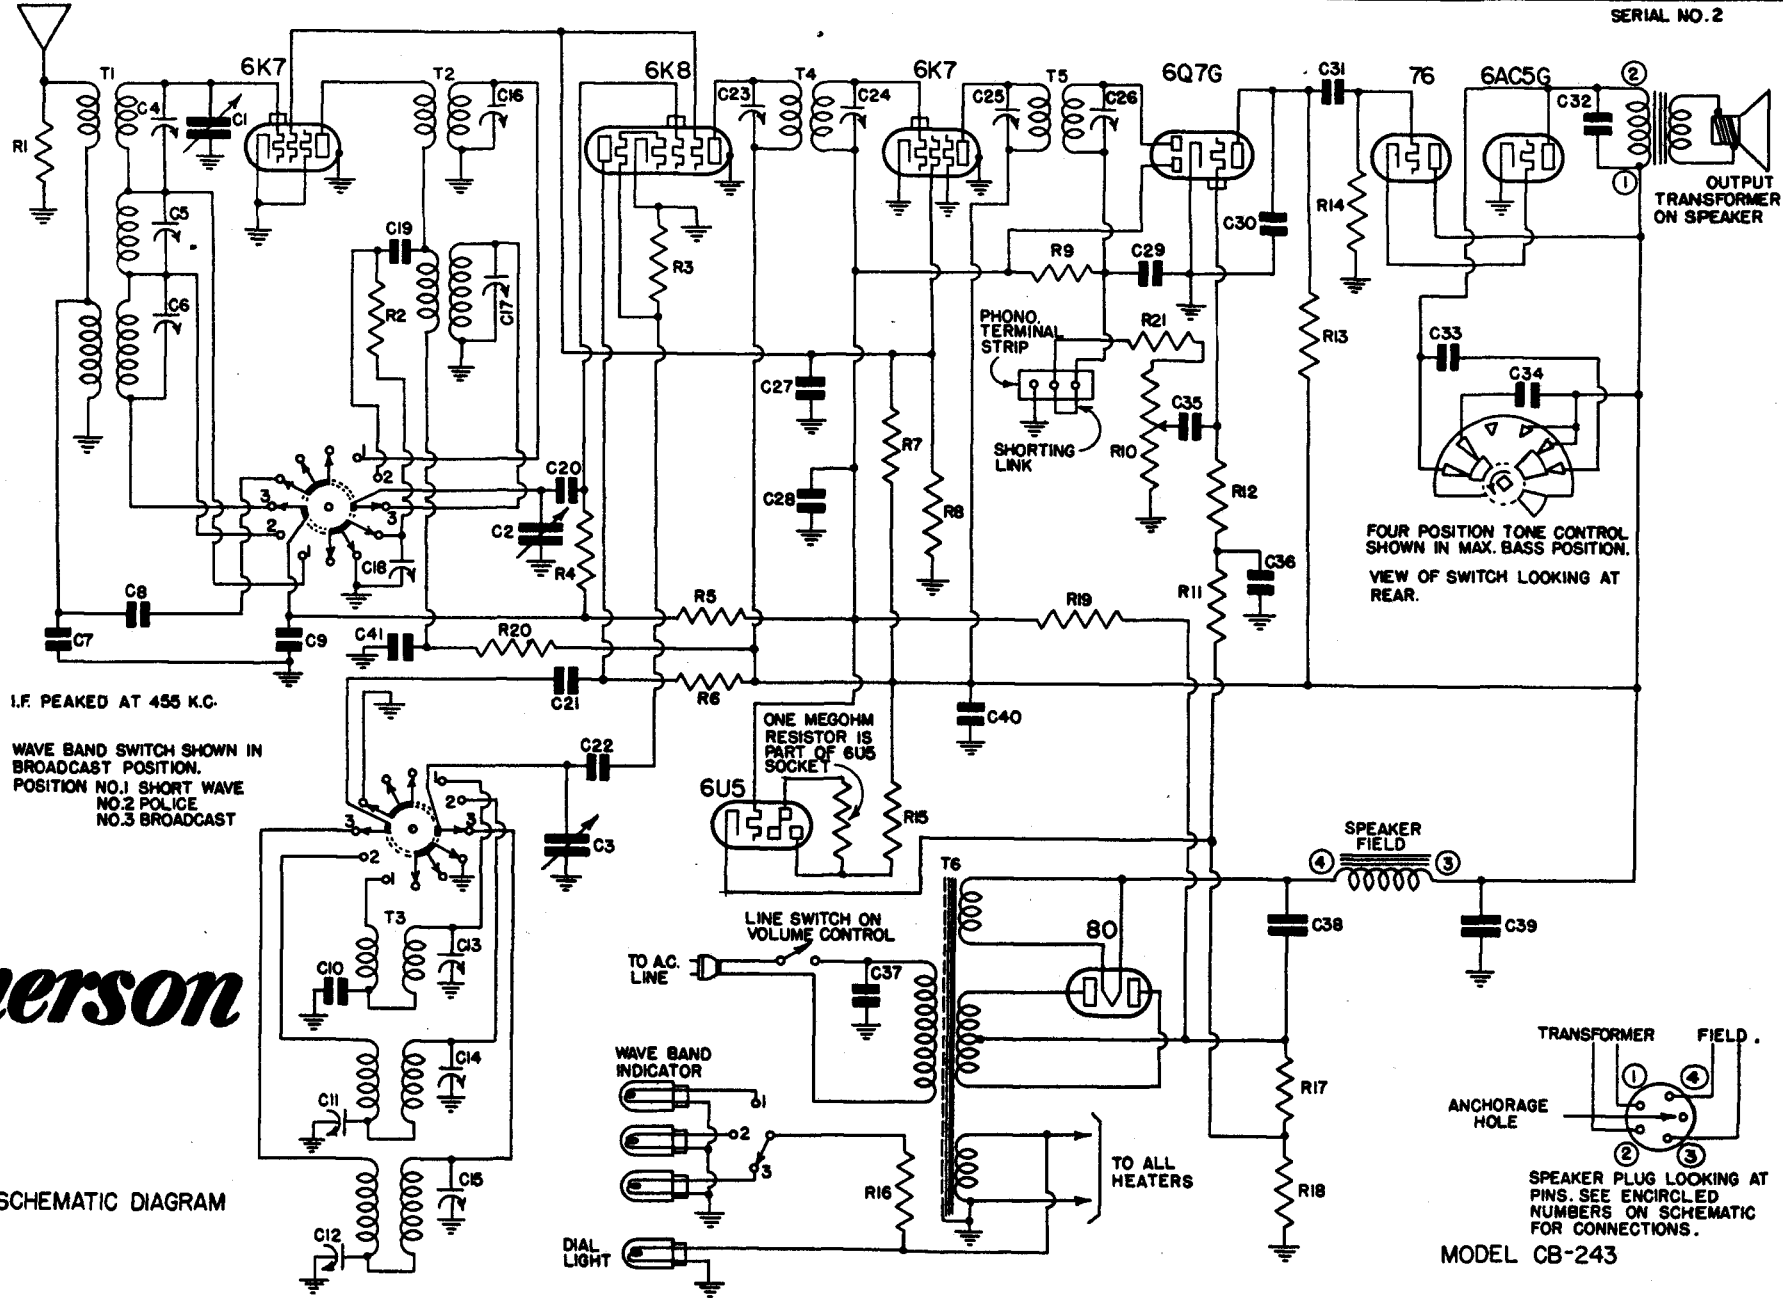 SERIAL NO. 2
6K7
6K8
6K7
6Q7G
76
6AC5G
T1
C4
C1
T2
C16
C23
T4
C24
C25
T5
C26
C31
C32
2
1
R1
C5
C6
C19
R2
C17
R3
R9
C29
C30
R14
R13
OUTPUT
TRANSFORMER
ON SPEAKER
PHONO.
TERMINAL
STRIP
R21
C27
R7
C28
R8
SHORTING
LINK
R10
C35
R12
C33
C34
FOUR POSITION TONE CONTROL
SHOWN IN MAX. BASS POSITION.
VIEW OF SWITCH LOOKING AT
REAR.
1
2
3
3
2
1
C20
C2
R4
C18
C8
C7
C9
C41
R20
R5
R19
R11
C36
C21
R6
C40
I.F. PEAKED AT 455 K.C.
WAVE BAND SWITCH SHOWN IN
BROADCAST POSITION.
POSITION NO.1 SHORT WAVE
NO.2 POLICE
NO.3 BROADCAST
C22
C3
ONE MEGOHM
RESISTOR IS
PART OF 6U5
SOCKET
6U5
R15
1
2
3
3
2
1
T3
C13
C10
C14
C11
C15
C12
SPEAKER
FIELD
4
3
T6
C38
C39
80
LINE SWITCH ON
VOLUME CONTROL
TO A.C.
LINE
C37
WAVE BAND
INDICATOR
1
2
3
R16
DIAL
LIGHT
TO ALL
HEATERS
R17
R18
erson
SCHEMATIC DIAGRAM
TRANSFORMER FIELD.
1
4
ANCHORAGE
HOLE
2
3
SPEAKER PLUG LOOKING AT
PINS. SEE ENCIRCLED
NUMBERS ON SCHEMATIC
FOR CONNECTIONS.
MODEL CB-243